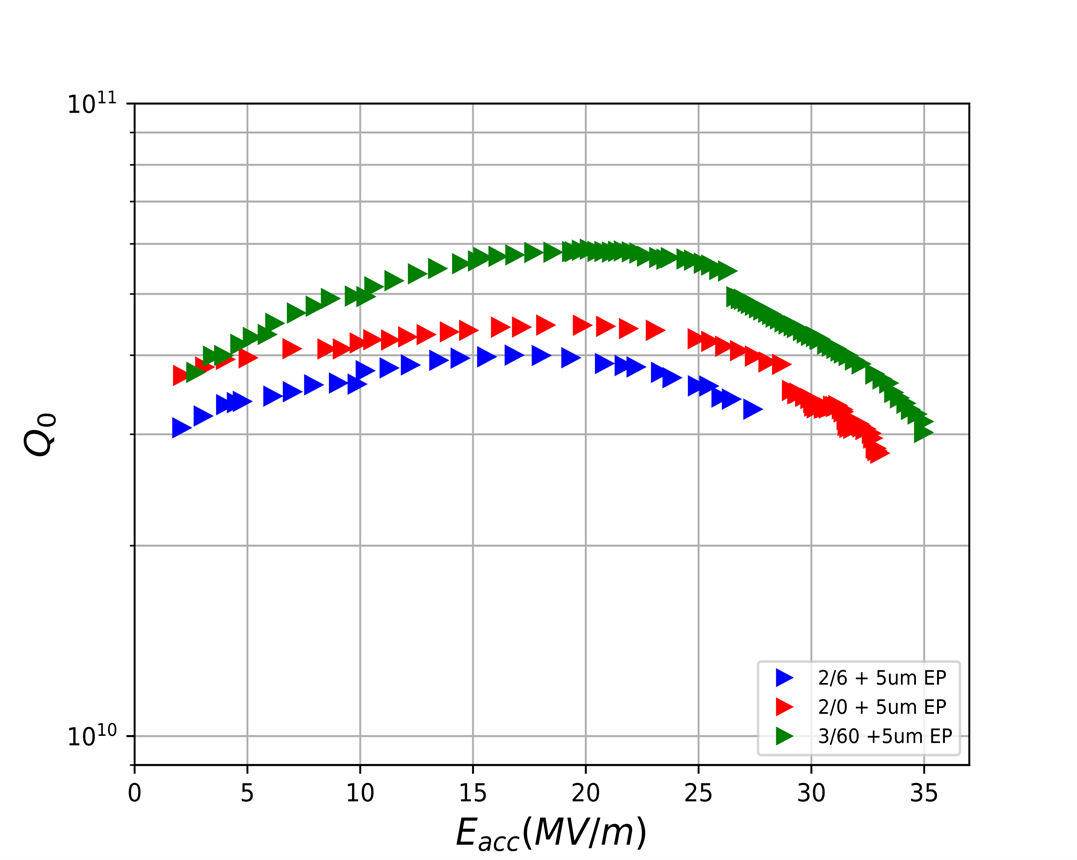 10¹¹
Q₀
10¹⁰
2/6 + 5um EP
2/0 + 5um EP
3/60 +5um EP
0 5 10 15 20 25 30 35
E_acc(MV/m)